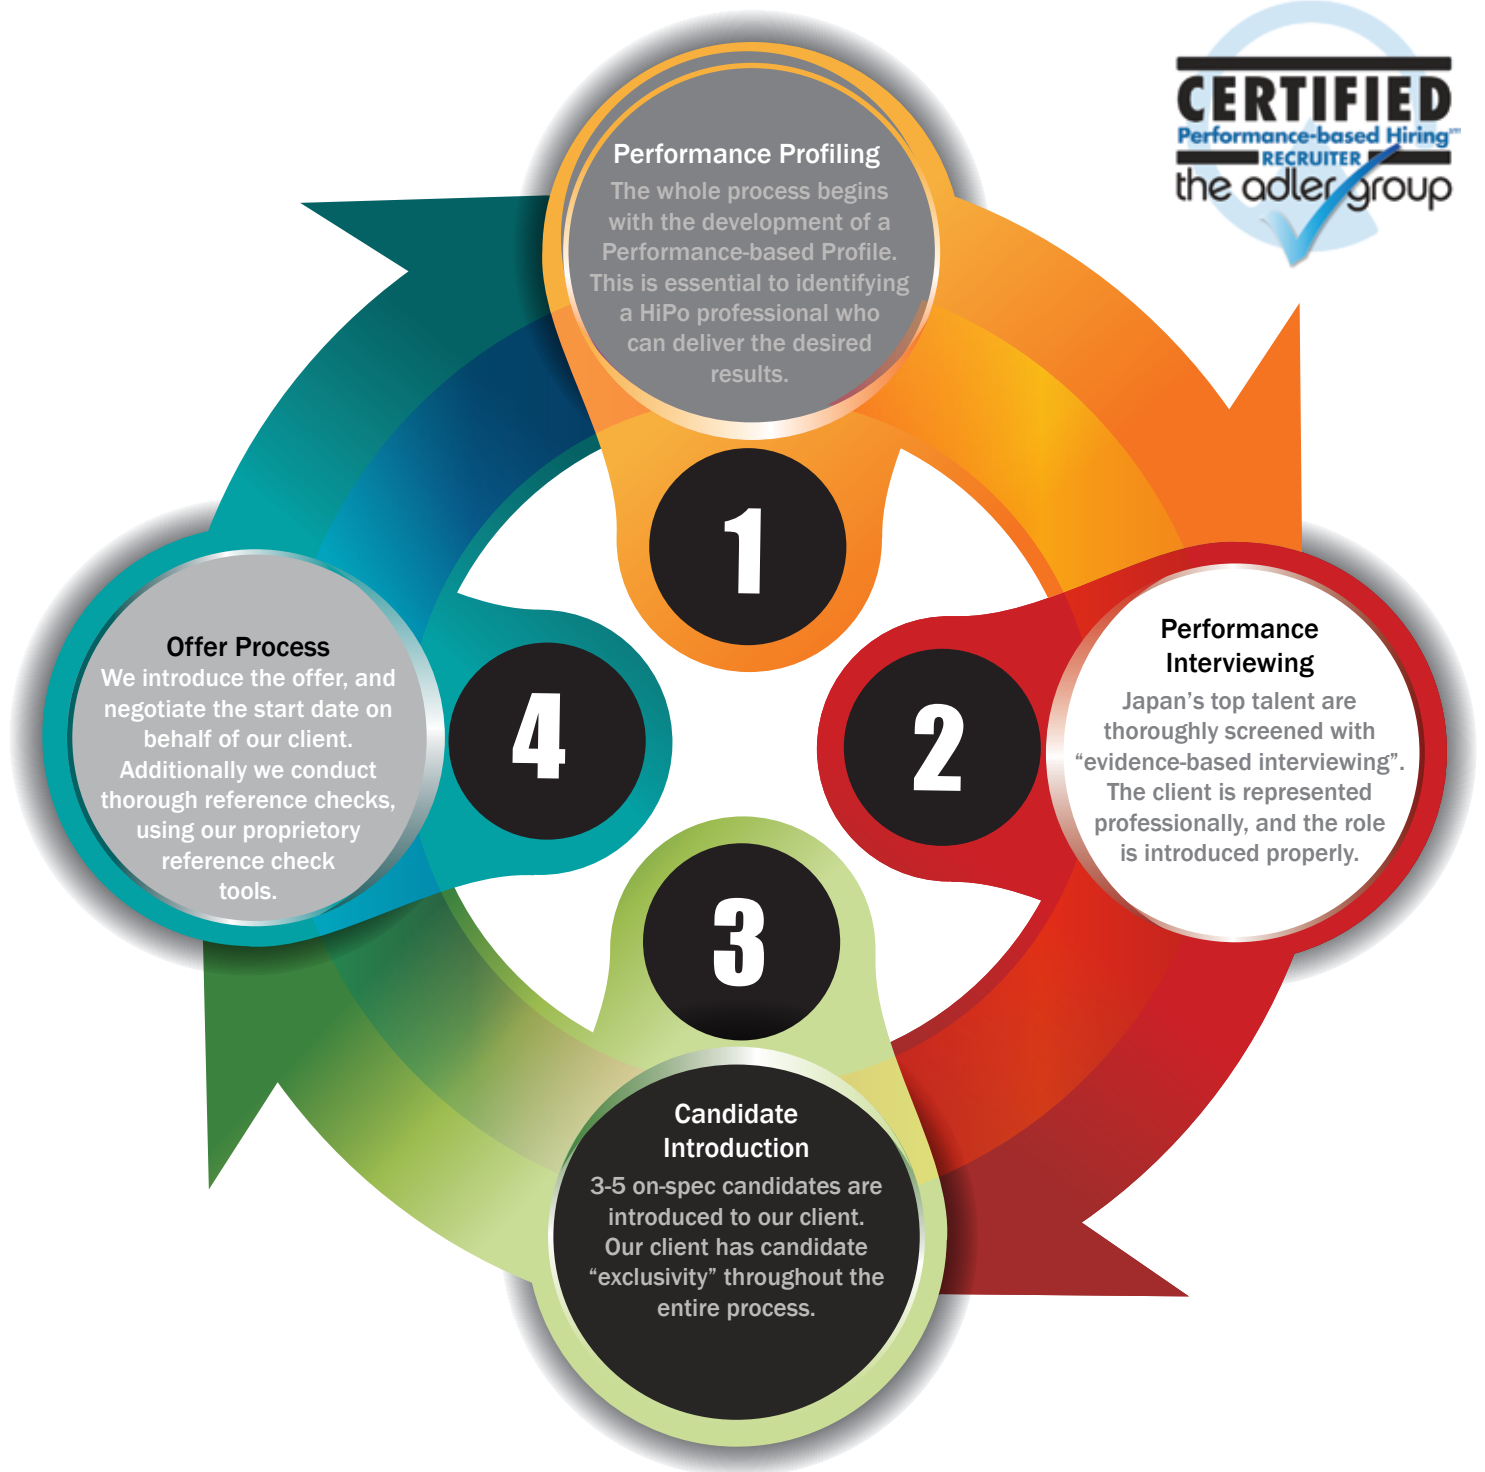 CERTIFIED
Performance-based Hiring℠
RECRUITER
the adler group
Performance Profiling
The whole process begins
with the development of a
Performance-based Profile.
This is essential to identifying
a HiPo professional who
can deliver the desired
results.
1
Performance
Interviewing
Japan’s top talent are
thoroughly screened with
“evidence-based interviewing”.
The client is represented
professionally, and the role
is introduced properly.
2
3
Candidate
Introduction
3-5 on-spec candidates are
introduced to our client.
Our client has candidate
“exclusivity” throughout the
entire process.
Offer Process
We introduce the offer, and
negotiate the start date on
behalf of our client.
Additionally we conduct
thorough reference checks,
using our proprietory
reference check
tools.
4